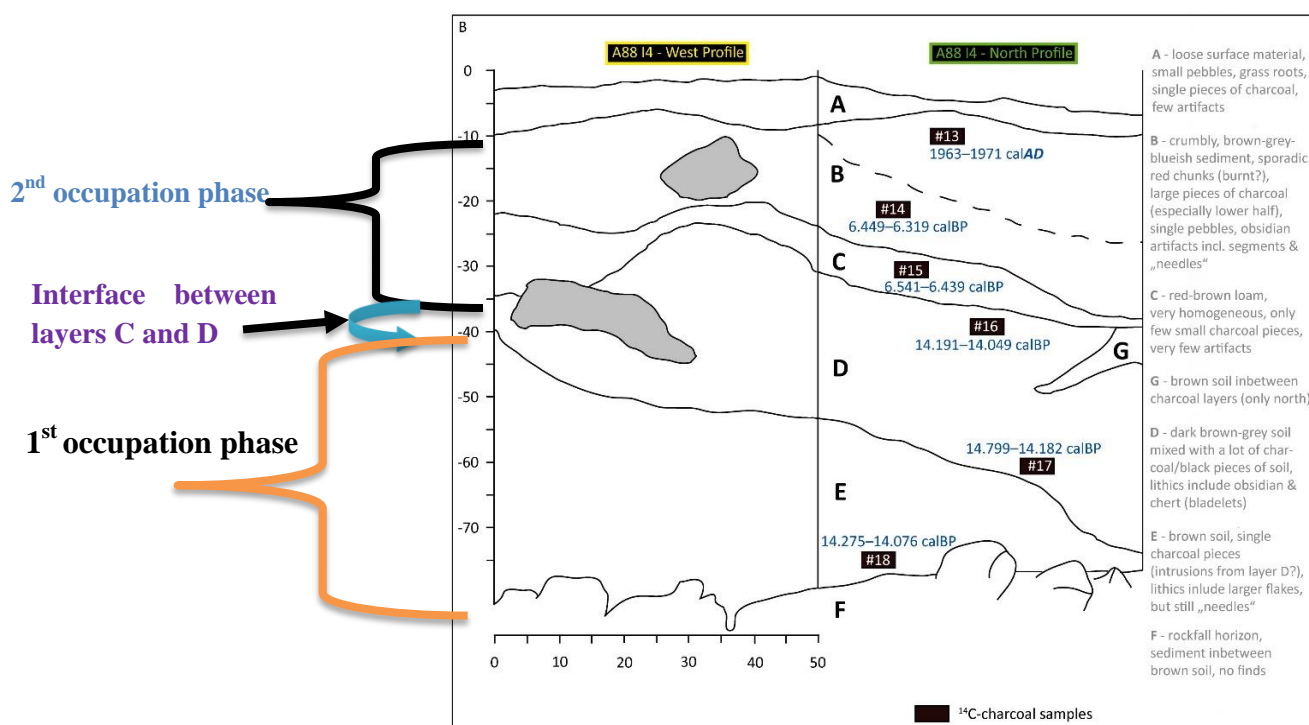 B
A88 I4 - West Profile
A88 I4 - North Profile
0
-10
-20
-30
-40
-50
-60
-70
0
10
20
30
40
50
2nd occupation phase
Interface between
layers C and D
1st occupation phase
A
B
C
D
E
F
G
#13
1963–1971 calAD
#14
6.449–6.319 calBP
#15
6.541–6.439 calBP
#16
14.191–14.049 calBP
14.799–14.182 calBP
#17
14.275–14.076 calBP
#18
A - loose surface material,
small pebbles, grass roots,
single pieces of charcoal,
few artifacts
B - crumbly, brown-grey-
blueish sediment, sporadic
red chunks (burnt?),
large pieces of charcoal
(especially lower half),
single pebbles, obsidian
artifacts incl. segments &
„needles“
C - red-brown loam,
very homogeneous, only
few small charcoal pieces,
very few artifacts
G - brown soil inbetween
charcoal layers (only north)
D - dark brown-grey soil
mixed with a lot of char-
coal/black pieces of soil,
lithics include obsidian &
chert (bladelets)
E - brown soil, single
charcoal pieces
(intrusions from layer D?),
lithics inlude larger flakes,
but still „needles“
F - rockfall horizon,
sediment inbetween
brown soil, no finds
14C-charcoal samples